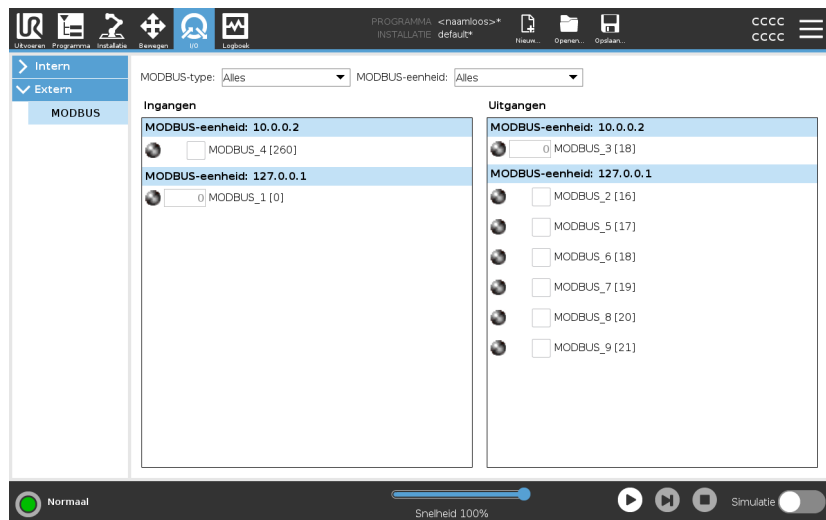 UR
Uitvoeren Programma Installatie Bewegen I/O Logboek
PROGRAMMA <naamloos>*
INSTALLATIE default*
Nieuw... Openen... Opslaan...
CCCC
CCCC
Intern
Extern
MODBUS
MODBUS-type: Alles MODBUS-eenheid: Alles
Ingangen
MODBUS-eenheid: 10.0.0.2
MODBUS_4 [260]
MODBUS-eenheid: 127.0.0.1
0 MODBUS_1 [0]
Uitgangen
MODBUS-eenheid: 10.0.0.2
0 MODBUS_3 [18]
MODBUS-eenheid: 127.0.0.1
MODBUS_2 [16]
MODBUS_5 [17]
MODBUS_6 [18]
MODBUS_7 [19]
MODBUS_8 [20]
MODBUS_9 [21]
Normaal
Snelheid 100%
Simulatie